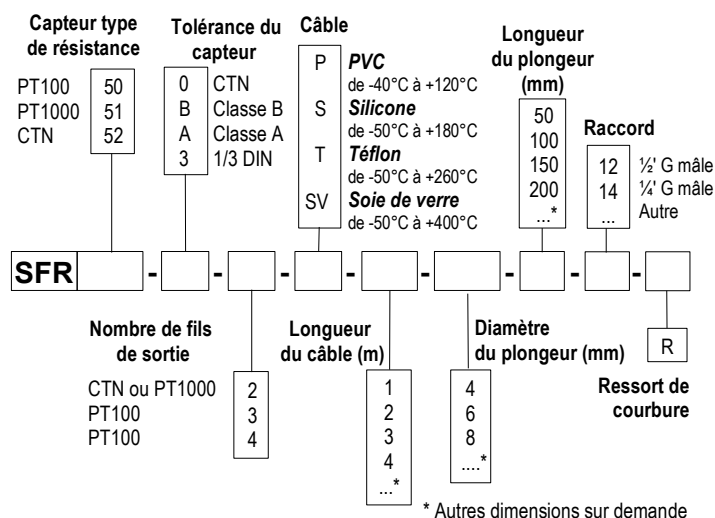 Capteur type
de résistance
PT100 50
PT1000 51
CTN 52
Tolérance du
capteur
0 CTN
B Classe B
A Classe A
3 1/3 DIN
Câble
P PVC
de -40°C à +120°C
S Silicone
de -50°C à +180°C
T Téflon
de -50°C à +260°C
SV Soie de verre
de -50°C à +400°C
Longueur
du plongeur
(mm)
50
100
150
200
...*
Raccord
12 ½' G mâle
14 ¼' G mâle
... Autre
SFR - - - - - - - -
Nombre de fils
de sortie
CTN ou PT1000 2
PT100 3
PT100 4
Longueur
du câble (m)
1
2
3
4
...*
Diamètre
du plongeur (mm)
4
6
8
....*
R
Ressort de
courbure
* Autres dimensions sur demande